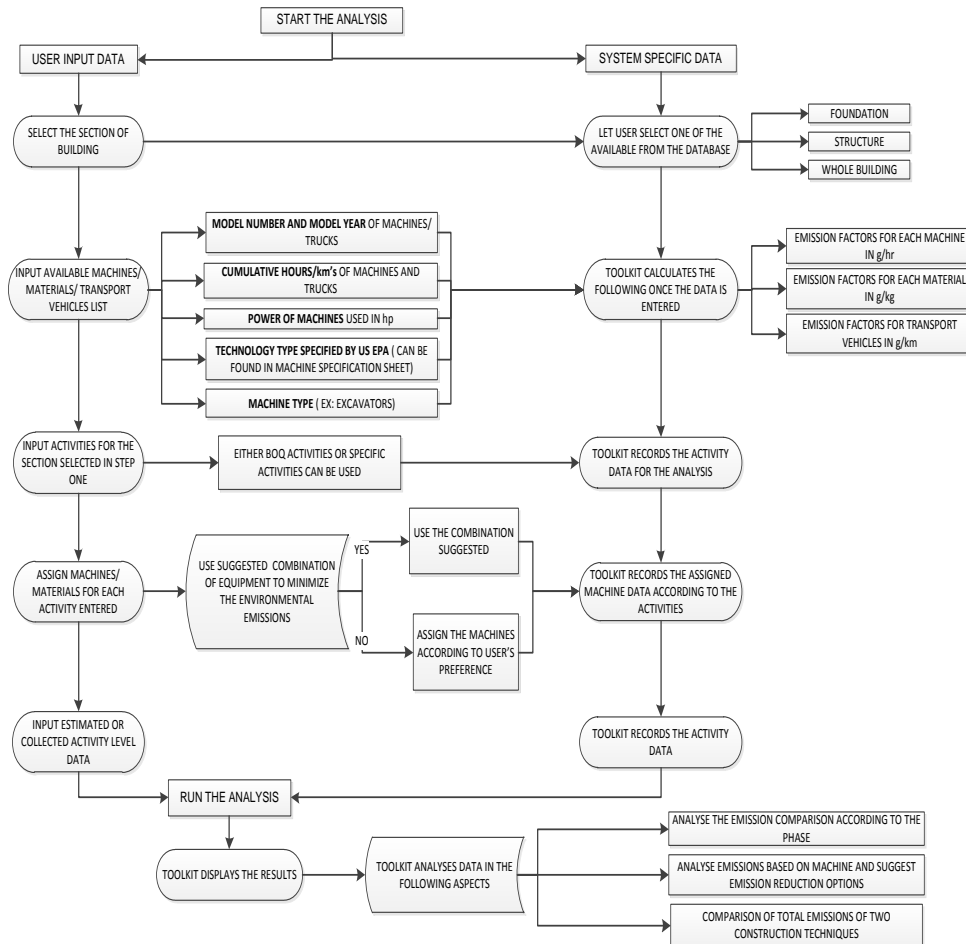 START THE ANALYSIS
USER INPUT DATA
SYSTEM SPECIFIC DATA
SELECT THE SECTION OF
BUILDING
LET USER SELECT ONE OF THE
AVAILABLE FROM THE DATABASE
FOUNDATION
STRUCTURE
WHOLE BUILDING
INPUT AVAILABLE MACHINES/
MATERIALS/ TRANSPORT
VEHICLES LIST
MODEL NUMBER AND MODEL YEAR OF MACHINES/
TRUCKS
CUMULATIVE HOURS/km's OF MACHINES AND
TRUCKS
POWER OF MACHINES USED IN hp
TECHNOLOGY TYPE SPECIFIED BY US EPA ( CAN BE
FOUND IN MACHINE SPECIFICATION SHEET)
MACHINE TYPE ( EX: EXCAVATORS)
TOOLKIT CALCULATES THE
FOLLOWING ONCE THE DATA IS
ENTERED
EMISSION FACTORS FOR EACH MACHINE
IN g/hr
EMISSION FACTORS FOR EACH MATERIAL
IN g/kg
EMISSION FACTORS FOR TRANSPORT
VEHICLES IN g/km
INPUT ACTIVITIES FOR THE
SECTION SELECTED IN STEP
ONE
EITHER BOQ ACTIVITIES OR SPECIFIC
ACTIVITIES CAN BE USED
TOOLKIT RECORDS THE ACTIVITY
DATA FOR THE ANALYSIS
ASSIGN MACHINES/
MATERIALS FOR EACH
ACTIVITY ENTERED
USE SUGGESTED COMBINATION
OF EQUIPMENT TO MINIMIZE
THE ENVIRONMENTAL
EMISSIONS
YES
USE THE COMBINATION
SUGGESTED
NO
ASSIGN THE MACHINES
ACCORDING TO USER'S
PREFERENCE
TOOLKIT RECORDS THE ASSIGNED
MACHINE DATA ACCORDING TO THE
ACTIVITIES
INPUT ESTIMATED OR
COLLECTED ACTIVITY LEVEL
DATA
TOOLKIT RECORDS THE ACTIVITY
DATA
RUN THE ANALYSIS
TOOLKIT DISPLAYS THE RESULTS
TOOLKIT ANALYSES DATA IN THE
FOLLOWING ASPECTS
ANALYSE THE EMISSION COMPARISON ACCORDING TO THE
PHASE
ANALYSE EMISSIONS BASED ON MACHINE AND SUGGEST
EMISSION REDUCTION OPTIONS
COMPARISON OF TOTAL EMISSIONS OF TWO
CONSTRUCTION TECHNIQUES